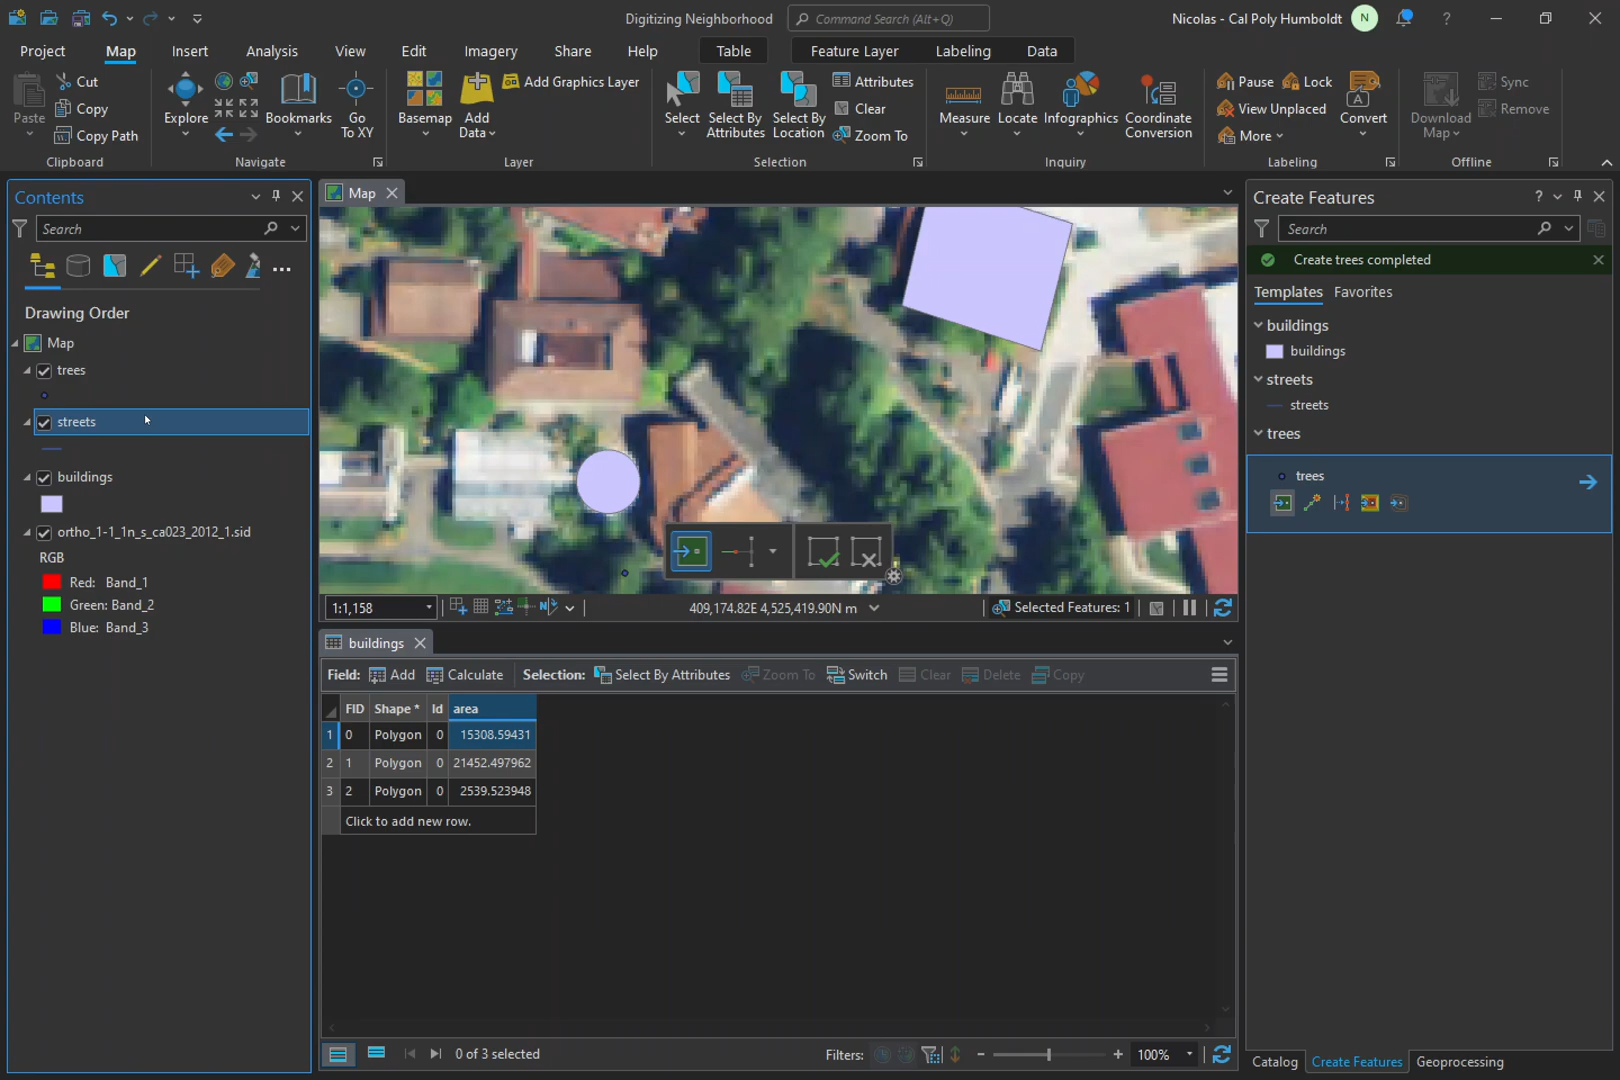 Digitizing Neighborhood
Command Search (Alt+Q)
Nicolas - Cal Poly Humboldt
N
?
Project
Map
Insert
Analysis
View
Edit
Imagery
Share
Help
Table
Feature Layer
Labeling
Data
Paste
Cut
Copy
Copy Path
Clipboard
Explore
Bookmarks
Go
To XY
Navigate
Basemap
Add
Data
Add Graphics Layer
Layer
Select
Select By
Attributes
Select By
Location
Attributes
Clear
Zoom To
Selection
Measure
Locate
Infographics
Coordinate
Conversion
Inquiry
Pause
Lock
View Unplaced
More
Convert
Labeling
Download
Map
Sync
Remove
Offline
Contents
Search
Drawing Order
Map
trees
streets
buildings
ortho_1-1_1n_s_ca023_2012_1.sid
RGB
Red: Band_1
Green: Band_2
Blue: Band_3
Map
1:1,158
409,174.82E 4,525,419.90N m
Selected Features: 1
buildings
Field:
Add
Calculate
Selection:
Select By Attributes
Zoom To
Switch
Clear
Delete
Copy
FID Shape * Id area
1 0 Polygon 0 15308.59431
2 1 Polygon 0 21452.497962
3 2 Polygon 0 2539.523948
Click to add new row.
0 of 3 selected
Filters:
100%
Create Features
?
Search
Create trees completed
Templates
Favorites
buildings
buildings
streets
streets
trees
trees
Catalog
Create Features
Geoprocessing